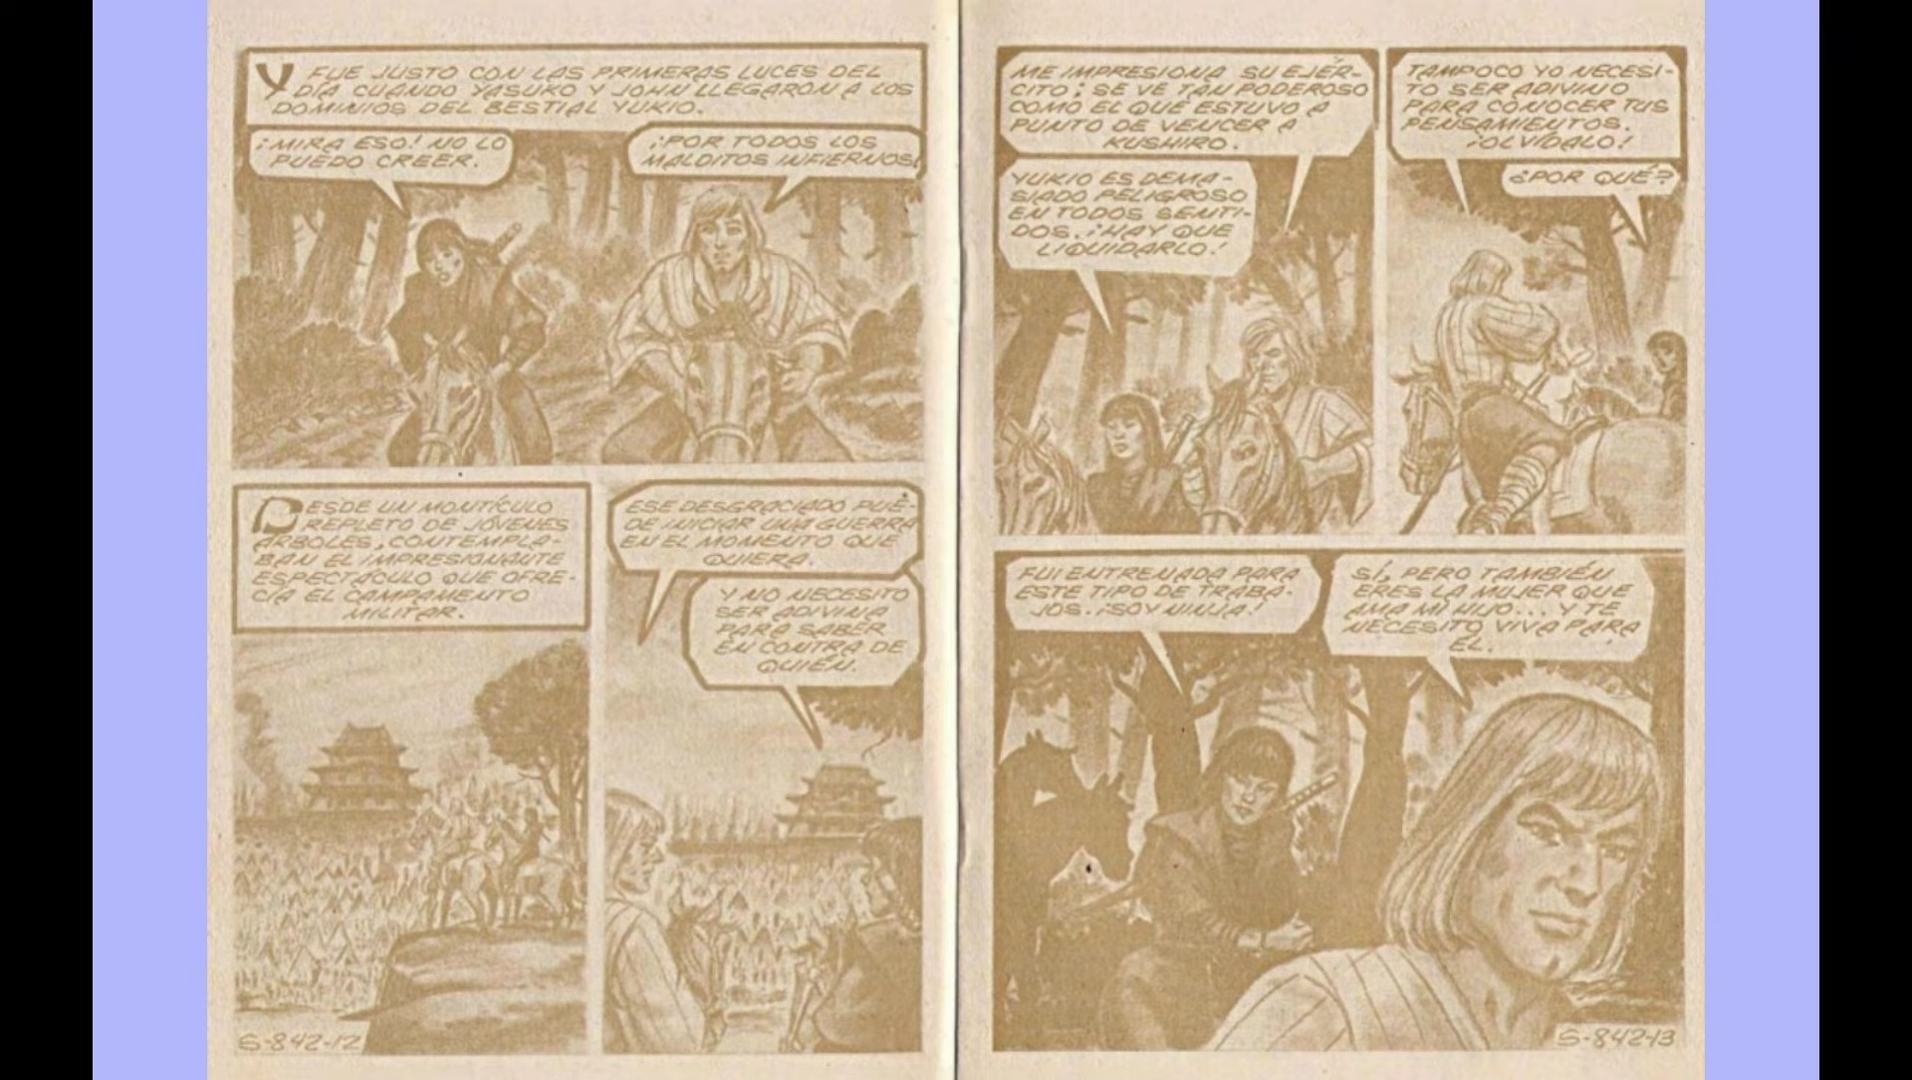 Y FUE JUSTO CON LAS PRIMERAS LUCES DEL
DÍA CUANDO YASUKO Y JOHN LLEGARON A LOS
DOMINIOS DEL BESTIAL YUKIO.
¡MIRA ESO! NO LO
PUEDO CREER.
¡POR TODOS LOS
MALDITOS INFIERNOS!
DESDE UN MONTÍCULO
REPLETO DE JÓVENES
ÁRBOLES, CONTEMPLA-
BAN EL IMPRESIONANTE
ESPECTÁCULO QUE OFRE-
CÍA EL CAMPAMENTO
MILITAR.
ESE DESGRACIADO PUE-
DE INICIAR UNA GUERRA
EN EL MOMENTO QUE
QUIERA.
Y NO NECESITO
SER ADIVINA
PARA SABER
EN CONTRA DE
QUIÉN.
S-842-12
ME IMPRESIONA SU EJÉR-
CITO; SE VE TAN PODEROSO
COMO EL QUE ESTUVO A
PUNTO DE VENCER A
KUSHIRO.
YUKIO ES DEMA-
SIADO PELIGROSO
EN TODOS SENTI-
DOS. ¡HAY QUE
LIQUIDARLO!
TAMPOCO YO NECESI-
TO SER ADIVINO
PARA CONOCER TUS
PENSAMIENTOS.
¡OLVÍDALO!
¿POR QUÉ?
FUI ENTRENADA PARA
ESTE TIPO DE TRABA-
JOS. ¡SOY NINJA!
SÍ, PERO TAMBIÉN
ERES LA MUJER QUE
AMA MI HIJO... Y TE
NECESITO VIVA PARA
ÉL.
S-842-13